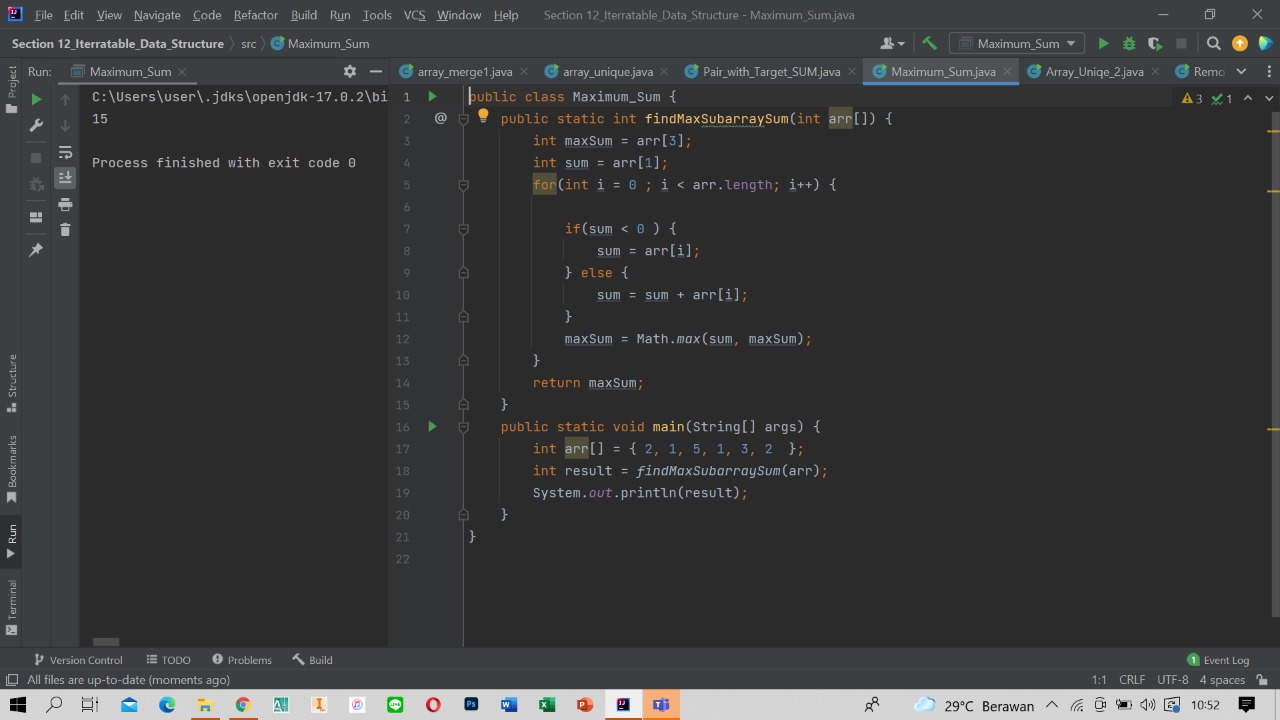 File Edit View Navigate Code Refactor Build Run Tools VCS Window Help Section 12_Iterratable_Data_Structure - Maximum_Sum.java
Section 12_Iterratable_Data_Structure src Maximum_Sum Maximum_Sum
Project
Run: Maximum_Sum
array_merge1.java array_unique.java Pair_with_Target_SUM.java Maximum_Sum.java Array_Uniqe_2.java Remo
C:\Users\user\.jdks\openjdk-17.0.2\bi
15
Process finished with exit code 0
3 1
1 public class Maximum_Sum {
2 @ public static int findMaxSubarraySum(int arr[]) {
3 int maxSum = arr[3];
4 int sum = arr[1];
5 for(int i = 0 ; i < arr.length; i++) {
6
7 if(sum < 0 ) {
8 sum = arr[i];
9 } else {
10 sum = sum + arr[i];
11 }
12 maxSum = Math.max(sum, maxSum);
13 }
14 return maxSum;
15 }
16 public static void main(String[] args) {
17 int arr[] = { 2, 1, 5, 1, 3, 2 };
18 int result = findMaxSubarraySum(arr);
19 System.out.println(result);
20 }
21 }
22
Structure
Bookmarks
Run
Terminal
Version Control TODO Problems Build 1 Event Log
All files are up-to-date (moments ago) 1:1 CRLF UTF-8 4 spaces
29°C Berawan 10:52